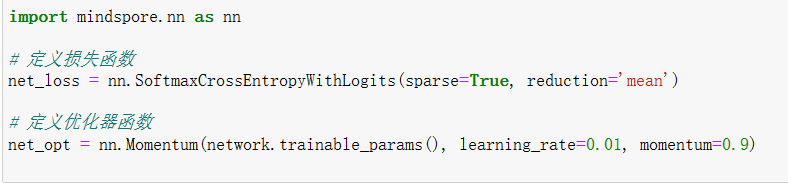 import mindspore.nn as nn
# 定义损失函数
net_loss = nn.SoftmaxCrossEntropyWithLogits(sparse=True, reduction='mean')
# 定义优化器函数
net_opt = nn.Momentum(network.trainable_params(), learning_rate=0.01, momentum=0.9)